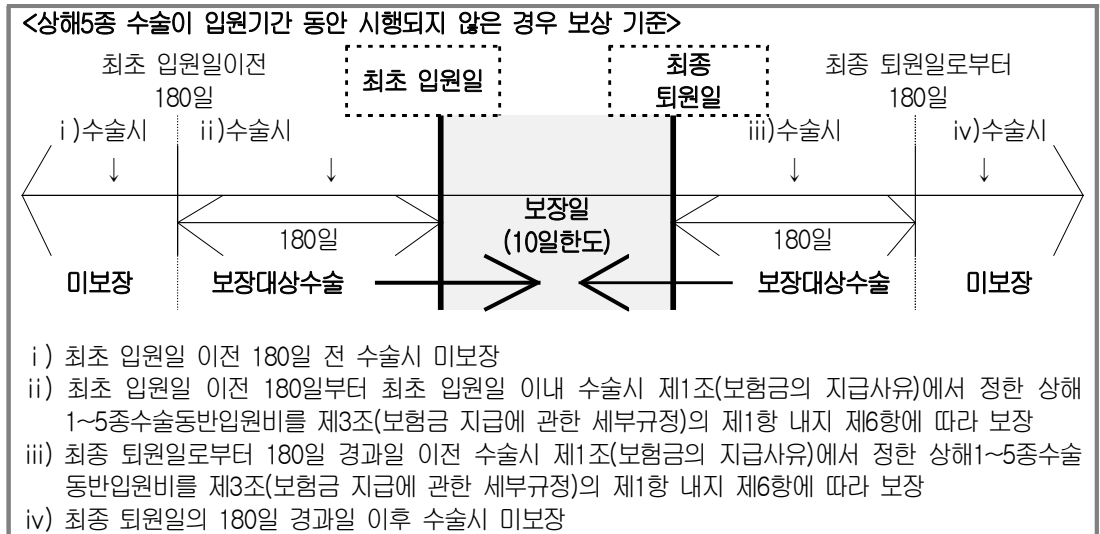 <상해5종 수술이 입원기간 동안 시행되지 않은 경우 보상 기준>
최초 입원일이전
180일
최초 입원일
최종
퇴원일
최종 퇴원일로부터
180일
ⅰ)수술시
ⅱ)수술시
ⅲ)수술시
ⅳ)수술시
↓
↓
↓
↓
보장일
(10일한도)
180일
180일
미보장
보장대상수술
보장대상수술
미보장
ⅰ) 최초 입원일 이전 180일 전 수술시 미보장
ⅱ) 최초 입원일 이전 180일부터 최초 입원일 이내 수술시 제1조(보험금의 지급사유)에서 정한 상해
1~5종수술동반입원비를 제3조(보험금 지급에 관한 세부규정)의 제1항 내지 제6항에 따라 보장
ⅲ) 최종 퇴원일로부터 180일 경과일 이전 수술시 제1조(보험금의 지급사유)에서 정한 상해1~5종수술
동반입원비를 제3조(보험금 지급에 관한 세부규정)의 제1항 내지 제6항에 따라 보장
ⅳ) 최종 퇴원일의 180일 경과일 이후 수술시 미보장